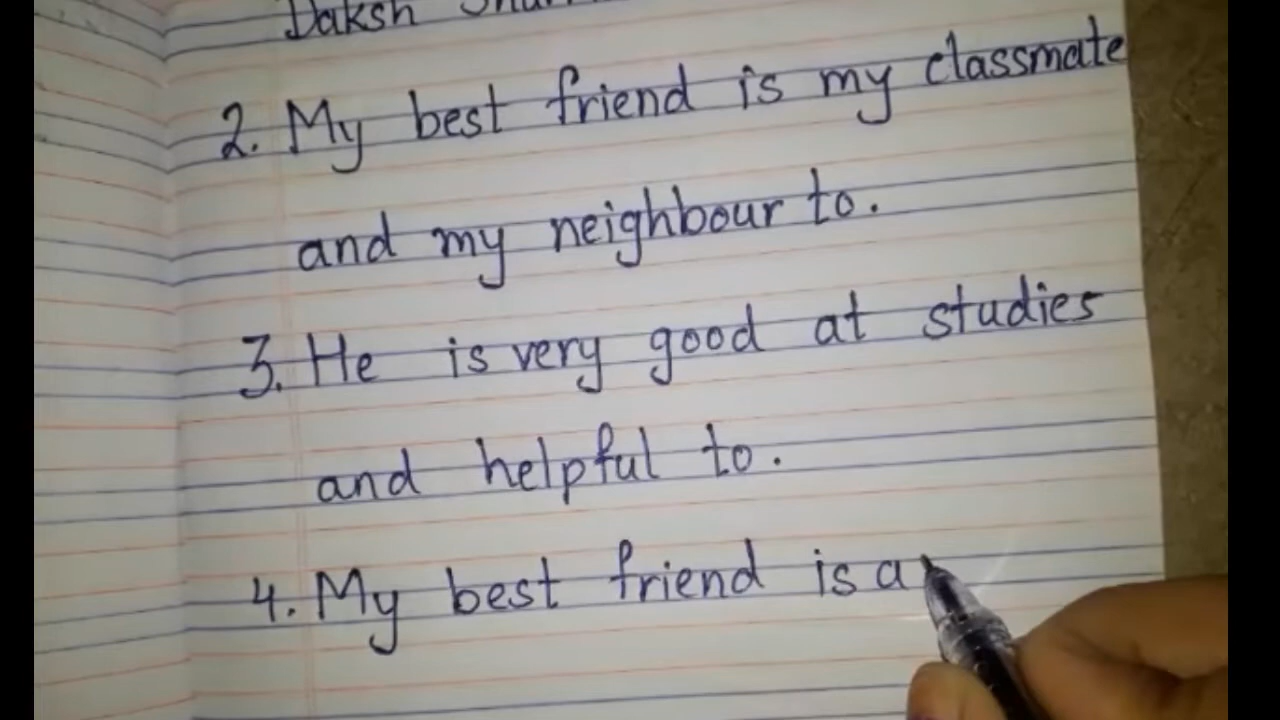 Daksh
2. My best friend is my classmate
and my neighbour to.
3. He is very good at studies
and helpful to.
4. My best friend is a